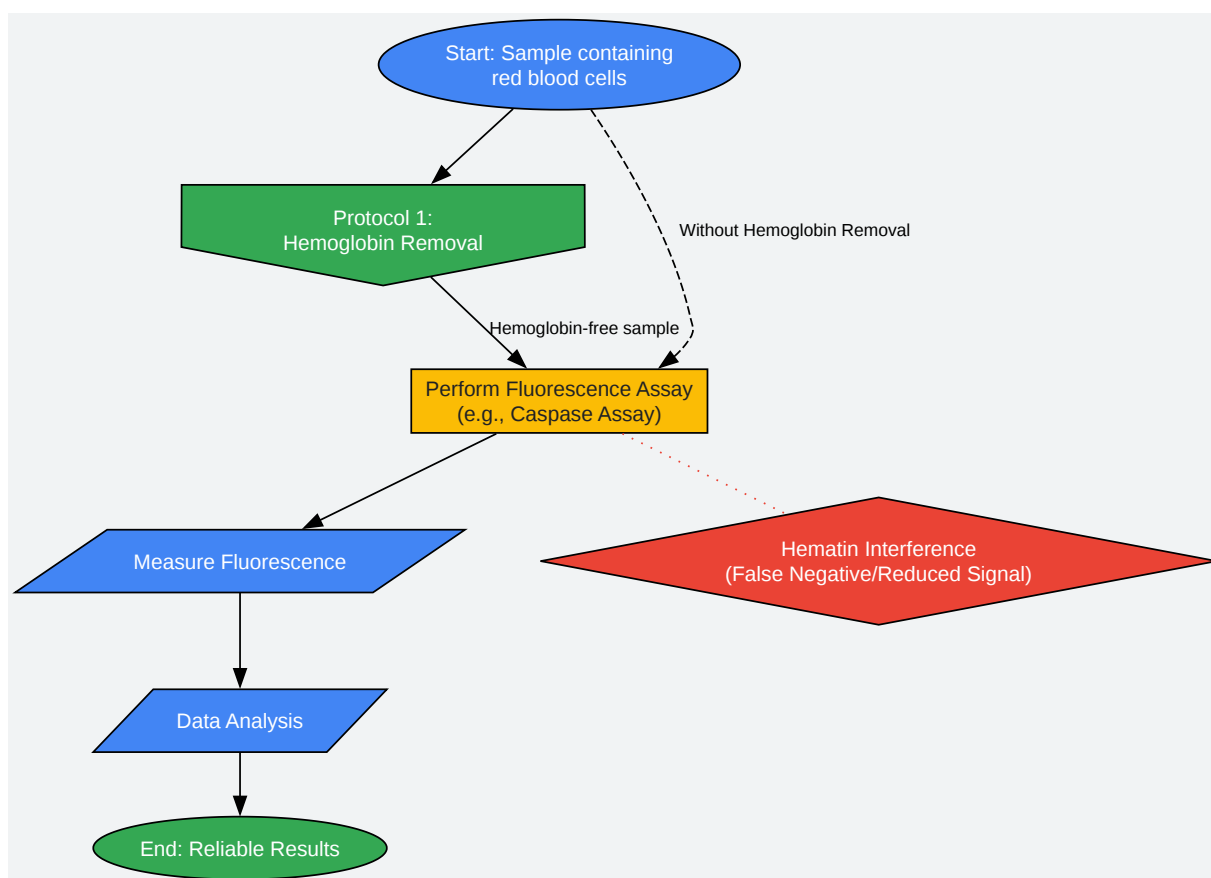 Start: Sample containing
red blood cells
Protocol 1:
Hemoglobin Removal
Without Hemoglobin Removal
Hemoglobin-free sample
Perform Fluorescence Assay
(e.g., Caspase Assay)
Measure Fluorescence
Hematin Interference
(False Negative/Reduced Signal)
Data Analysis
End: Reliable Results